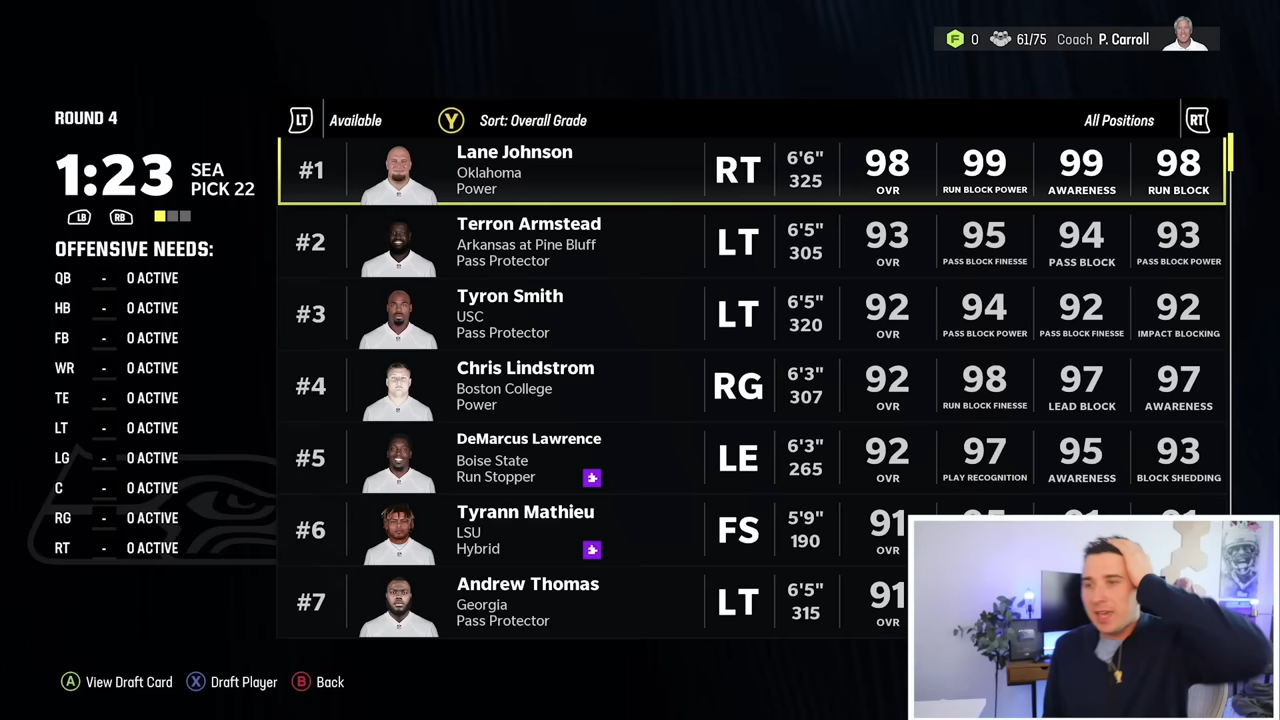 F 0 61/75 Coach P. Carroll
ROUND 4
1:23 SEA PICK 22
LB RB
OFFENSIVE NEEDS:
QB - 0 ACTIVE
HB - 0 ACTIVE
FB - 0 ACTIVE
WR - 0 ACTIVE
TE - 0 ACTIVE
LT - 0 ACTIVE
LG - 0 ACTIVE
C - 0 ACTIVE
RG - 0 ACTIVE
RT - 0 ACTIVE
LT Available Y Sort: Overall Grade All Positions RT
#1 Lane Johnson RT 6'6" 98 99 99 98
Oklahoma 325 OVR RUN BLOCK POWER AWARENESS RUN BLOCK
Power
#2 Terron Armstead LT 6'5" 93 95 94 93
Arkansas at Pine Bluff 305 OVR PASS BLOCK FINESSE PASS BLOCK PASS BLOCK POWER
Pass Protector
#3 Tyron Smith LT 6'5" 92 94 92 92
USC 320 OVR PASS BLOCK POWER PASS BLOCK FINESSE IMPACT BLOCKING
Pass Protector
#4 Chris Lindstrom RG 6'3" 92 98 97 97
Boston College 307 OVR RUN BLOCK FINESSE LEAD BLOCK AWARENESS
Power
#5 DeMarcus Lawrence LE 6'3" 92 97 95 93
Boise State 265 OVR PLAY RECOGNITION AWARENESS BLOCK SHEDDING
Run Stopper
#6 Tyrann Mathieu FS 5'9" 91
LSU 190 OVR
Hybrid
#7 Andrew Thomas LT 6'5" 91
Georgia 315 OVR
Pass Protector
A View Draft Card X Draft Player B Back